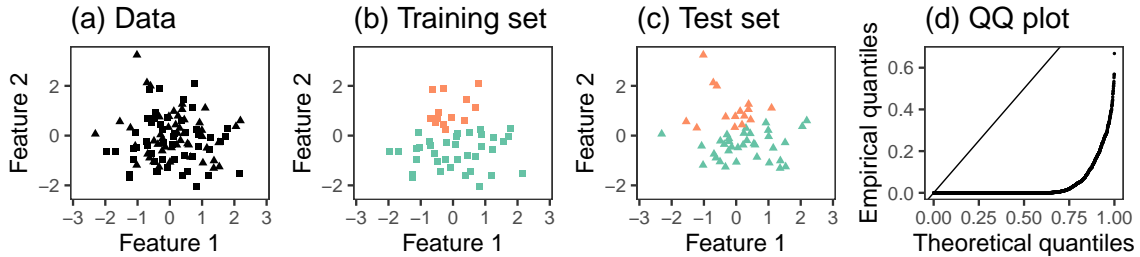 (a) Data
(b) Training set
(c) Test set
(d) QQ plot
Feature 2
2
0
−2
−3 −2 −1 0 1 2 3
Feature 1
Feature 2
2
0
−2
−3 −2 −1 0 1 2 3
Feature 1
Feature 2
2
0
−2
−3 −2 −1 0 1 2 3
Feature 1
Empirical quantiles
0.6
0.4
0.2
0.0
0.00 0.25 0.50 0.75 1.00
Theoretical quantiles